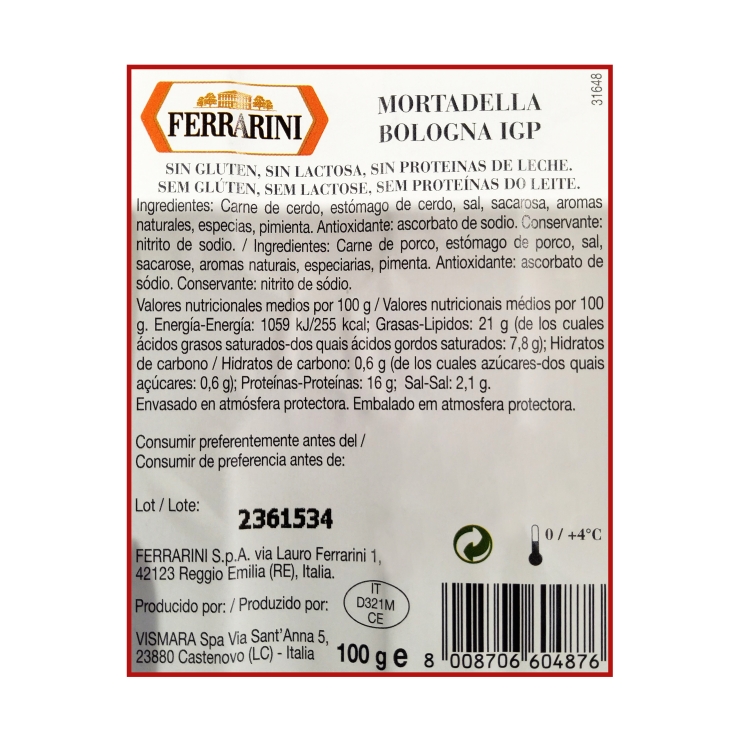 FERRARINI
MORTADELLA
BOLOGNA IGP
31648
SIN GLUTEN, SIN LACTOSA, SIN PROTEINAS DE LECHE.
SEM GLÚTEN, SEM LACTOSE, SEM PROTEÍNAS DO LEITE.
Ingredientes: Carne de cerdo, estómago de cerdo, sal, sacarosa, aromas
naturales, especias, pimienta. Antioxidante: ascorbato de sodio. Conservante:
nitrito de sodio. / Ingredientes: Carne de porco, estómago de porco, sal,
sacarose, aromas naturais, especiarias, pimenta. Antioxidante: ascorbato de
sódio. Conservante: nitrito de sódio.
Valores nutricionales medios por 100 g / Valores nutricionais médios por 100
g. Energía-Energia: 1059 kJ/255 kcal; Grasas-Lipidos: 21 g (de los cuales
ácidos grasos saturados-dos quais ácidos gordos saturados: 7,8 g); Hidratos
de carbono / Hidratos de carbono: 0,6 g (de los cuales azúcares-dos quais
açúcares: 0,6 g); Proteínas-Proteínas: 16 g; Sal-Sal: 2,1 g.
Envasado en atmósfera protectora. Embalado em atmosfera protectora.
Consumir preferentemente antes del /
Consumir de preferencia antes de:
Lot / Lote:
2361534
0 / +4°C
FERRARINI S.p.A. via Lauro Ferrarini 1,
42123 Reggio Emilia (RE), Italia.
Producido por: / Produzido por:
IT
D321M
CE
VISMARA Spa Via Sant'Anna 5,
23880 Castenovo (LC) - Italia
100 g e
8 008706 604876